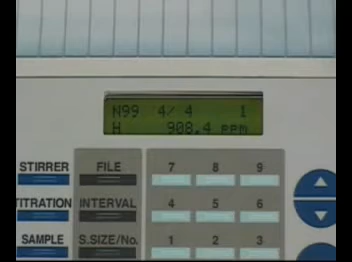 N99 4/ 4 1
H 908.4 ppm
STIRRER FILE 7 8 9
TITRATION INTERVAL 4 5 6
SAMPLE S.SIZE/No. 1 2 3